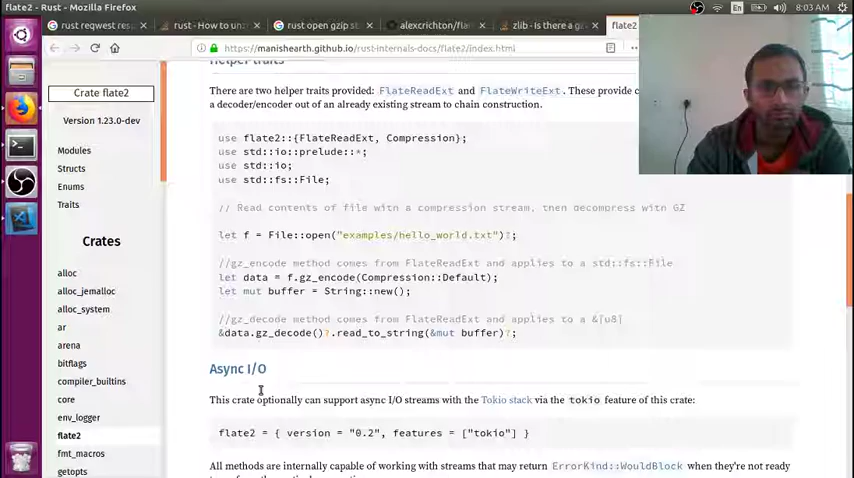 flate2 - Rust - Mozilla Firefox
En
8:03 AM
rust reqwest resp
rust - How to un
rust open gzip st
alexcrichton/fla
zlib - Is there a gz
flate2
https://manishearth.github.io/rust-internals-docs/flate2/index.html
Crate flate2
Version 1.23.0-dev
Modules
Structs
Enums
Traits
Crates
alloc
alloc_jemalloc
alloc_system
ar
arena
bitflags
compiler_builtins
core
env_logger
flate2
fmt_macros
getopts
Helper traits
There are two helper traits provided: FlateReadExt and FlateWriteExt. These provide c
a decoder/encoder out of an already existing stream to chain construction.
use flate2::{FlateReadExt, Compression};
use std::io::prelude::*;
use std::io;
use std::fs::File;
// Read contents of file with a compression stream, then decompress with GZ
let f = File::open("examples/hello_world.txt")?;
//gz_encode method comes from FlateReadExt and applies to a std::fs::File
let data = f.gz_encode(Compression::Default);
let mut buffer = String::new();
//gz_decode method comes from FlateReadExt and applies to a &[u8]
&data.gz_decode()?.read_to_string(&mut buffer)?;
Async I/O
This crate optionally can support async I/O streams with the Tokio stack via the tokio feature of this crate:
flate2 = { version = "0.2", features = ["tokio"] }
All methods are internally capable of working with streams that may return ErrorKind::WouldBlock when they're not ready